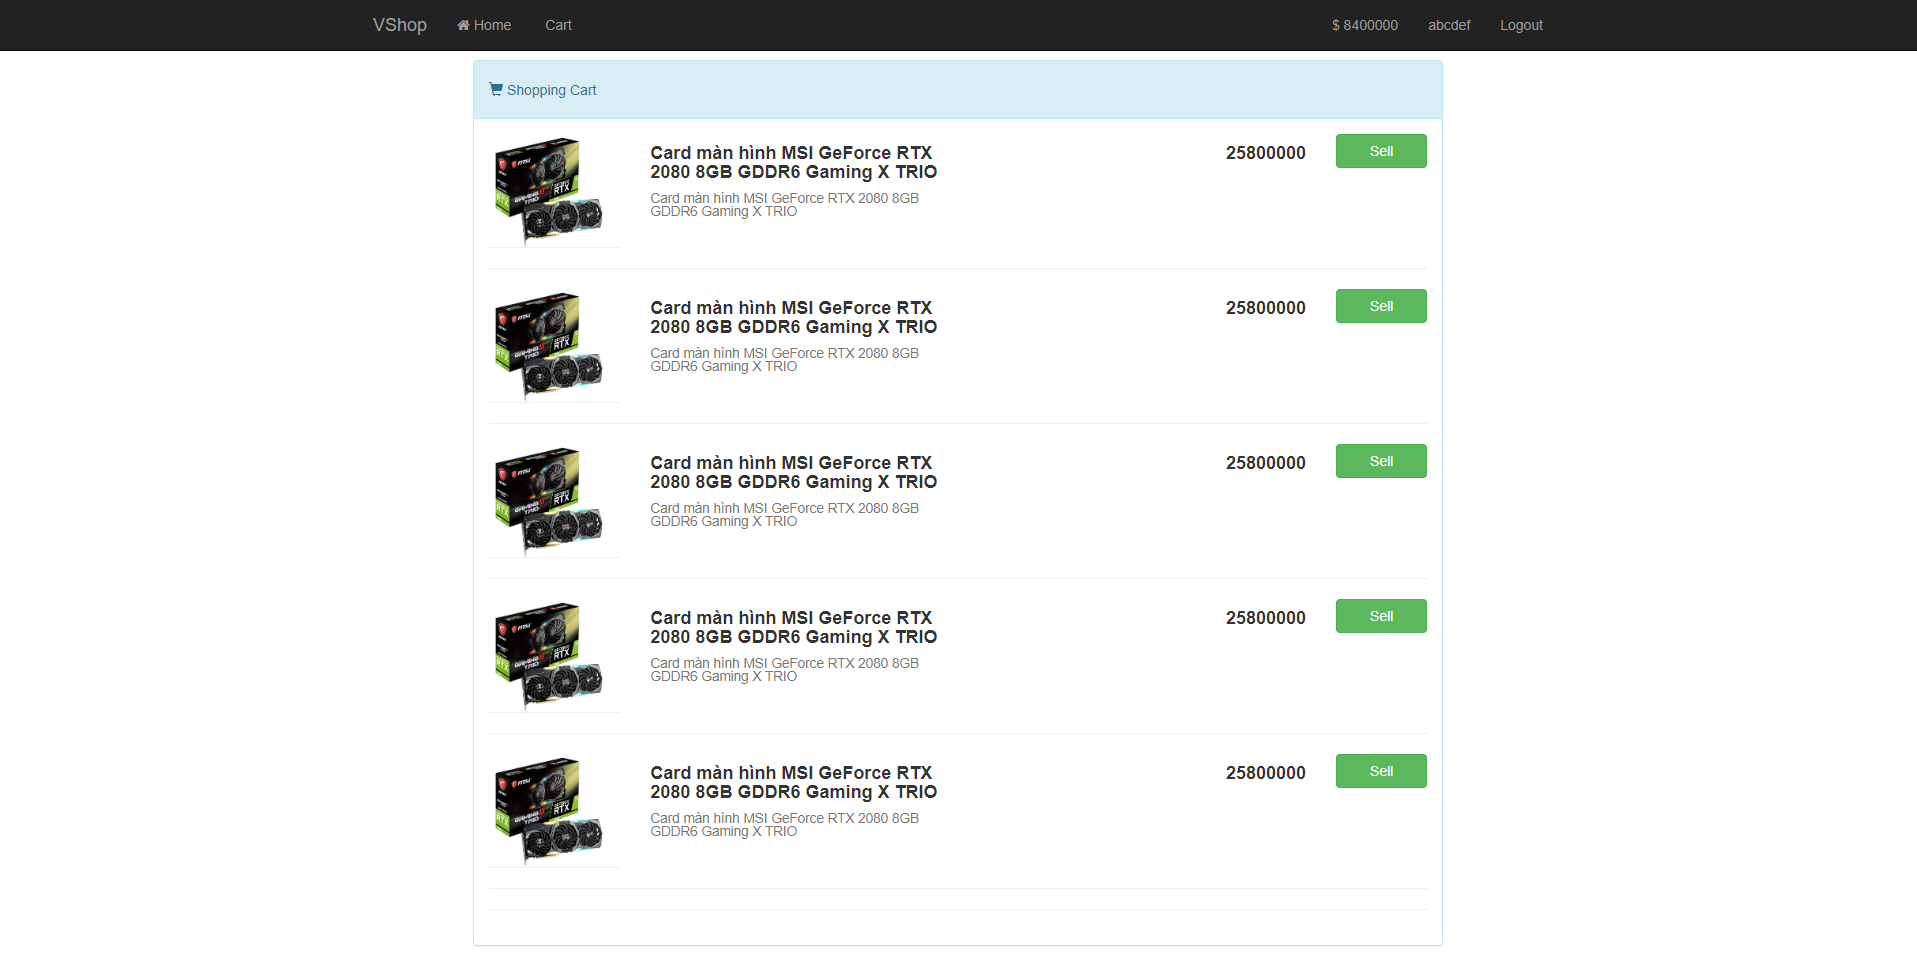 VShop Home Cart $ 8400000 abcdef Logout
Shopping Cart
Card màn hình MSI GeForce RTX 25800000 Sell
2080 8GB GDDR6 Gaming X TRIO
Card màn hình MSI GeForce RTX 2080 8GB
GDDR6 Gaming X TRIO
Card màn hình MSI GeForce RTX 25800000 Sell
2080 8GB GDDR6 Gaming X TRIO
Card màn hình MSI GeForce RTX 2080 8GB
GDDR6 Gaming X TRIO
Card màn hình MSI GeForce RTX 25800000 Sell
2080 8GB GDDR6 Gaming X TRIO
Card màn hình MSI GeForce RTX 2080 8GB
GDDR6 Gaming X TRIO
Card màn hình MSI GeForce RTX 25800000 Sell
2080 8GB GDDR6 Gaming X TRIO
Card màn hình MSI GeForce RTX 2080 8GB
GDDR6 Gaming X TRIO
Card màn hình MSI GeForce RTX 25800000 Sell
2080 8GB GDDR6 Gaming X TRIO
Card màn hình MSI GeForce RTX 2080 8GB
GDDR6 Gaming X TRIO